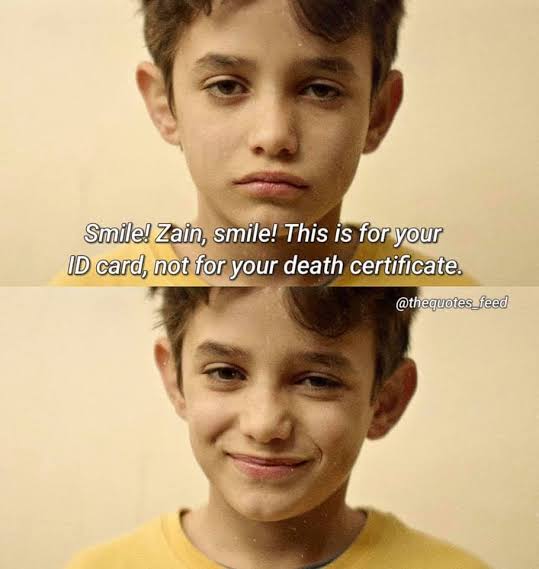 Smile! Zain, smile! This is for your
ID card, not for your death certificate.
@thequotes_feed